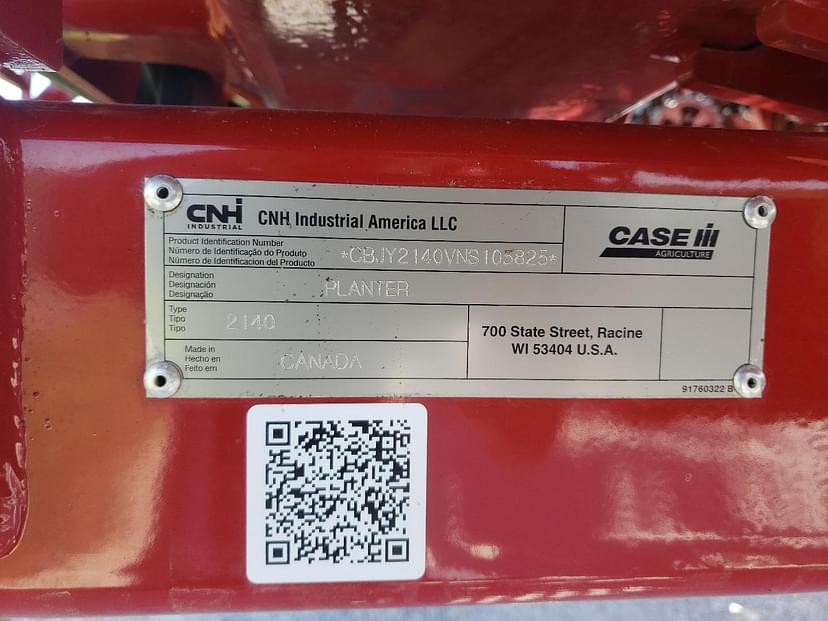 CNH
INDUSTRIAL
CNH Industrial America LLC
CASE IH
AGRICULTURE
Product Identification Number
Número de Identificação do Produto
Número de Identificacion del Producto
*CBJY2140VNS105825*
Designation
Designación
Designação
PLANTER
Type
Tipo
Tipo
2140
700 State Street, Racine
WI 53404 U.S.A.
Made in
Hecho en
Feito em
CANADA
91760322 B